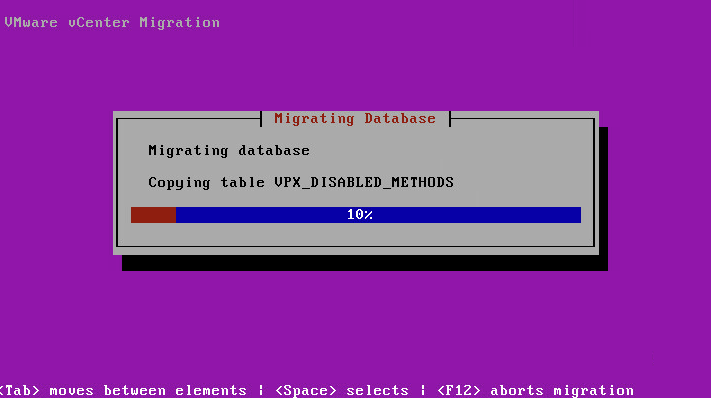 VMware vCenter Migration
Migrating Database
Migrating database
Copying table VPX_DISABLED_METHODS
10%
<Tab> moves between elements | <Space> selects | <F12> aborts migration